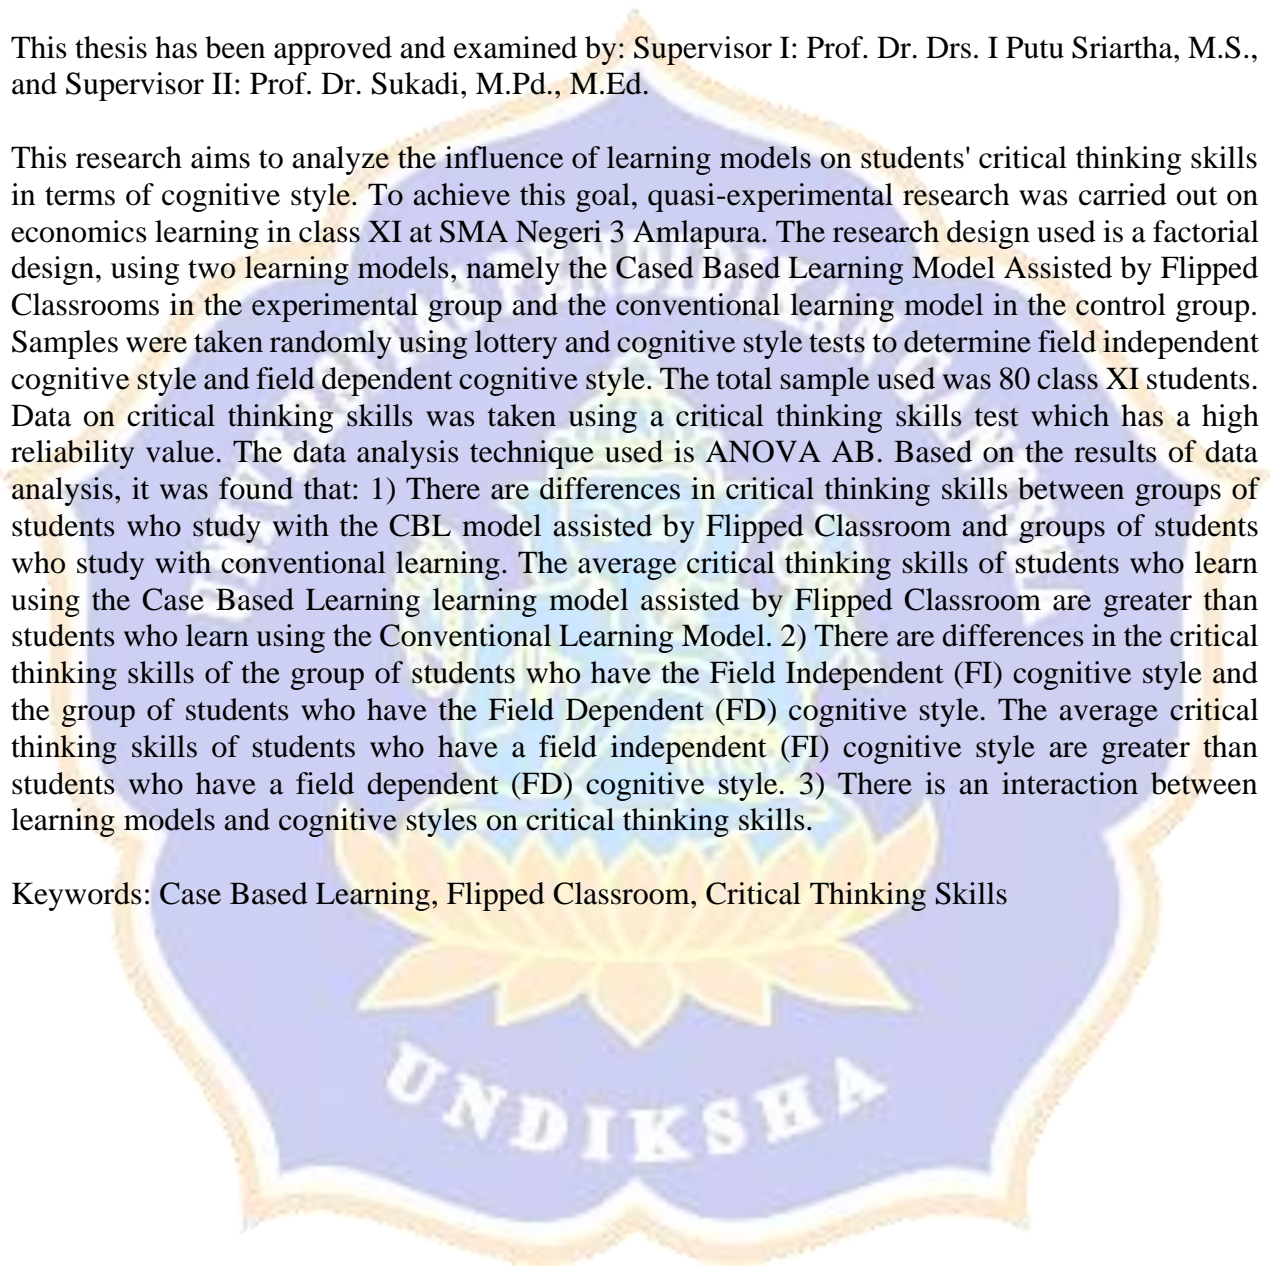 This thesis has been approved and examined by: Supervisor I: Prof. Dr. Drs. I Putu Sriartha, M.S.,
and Supervisor II: Prof. Dr. Sukadi, M.Pd., M.Ed.
This research aims to analyze the influence of learning models on students' critical thinking skills
in terms of cognitive style. To achieve this goal, quasi-experimental research was carried out on
economics learning in class XI at SMA Negeri 3 Amlapura. The research design used is a factorial
design, using two learning models, namely the Cased Based Learning Model Assisted by Flipped
Classrooms in the experimental group and the conventional learning model in the control group.
Samples were taken randomly using lottery and cognitive style tests to determine field independent
cognitive style and field dependent cognitive style. The total sample used was 80 class XI students.
Data on critical thinking skills was taken using a critical thinking skills test which has a high
reliability value. The data analysis technique used is ANOVA AB. Based on the results of data
analysis, it was found that: 1) There are differences in critical thinking skills between groups of
students who study with the CBL model assisted by Flipped Classroom and groups of students
who study with conventional learning. The average critical thinking skills of students who learn
using the Case Based Learning learning model assisted by Flipped Classroom are greater than
students who learn using the Conventional Learning Model. 2) There are differences in the critical
thinking skills of the group of students who have the Field Independent (FI) cognitive style and
the group of students who have the Field Dependent (FD) cognitive style. The average critical
thinking skills of students who have a field independent (FI) cognitive style are greater than
students who have a field dependent (FD) cognitive style. 3) There is an interaction between
learning models and cognitive styles on critical thinking skills.
Keywords: Case Based Learning, Flipped Classroom, Critical Thinking Skills
UNDIKSHA